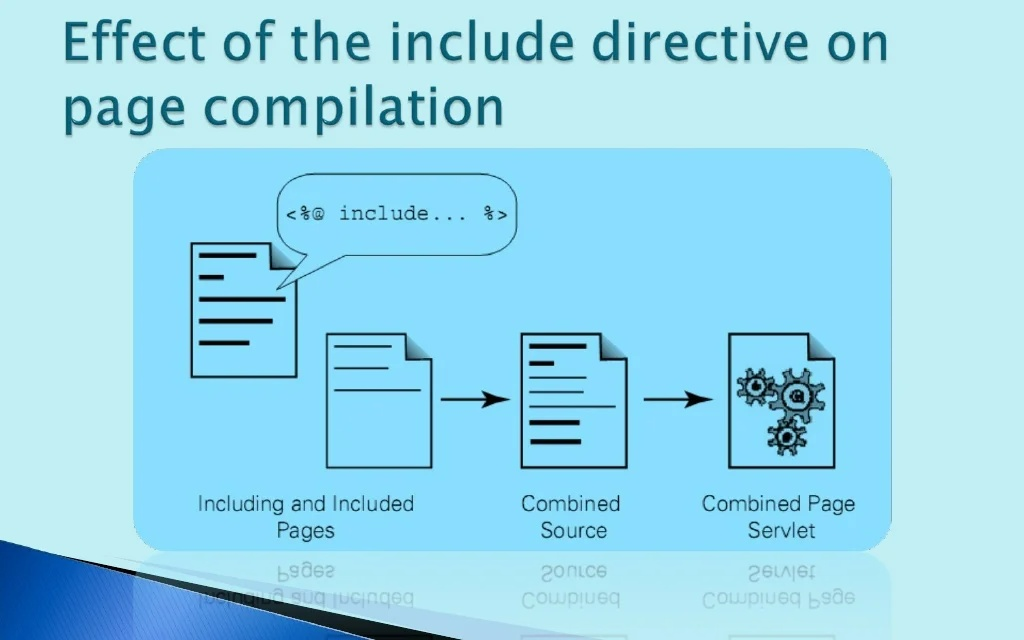 Effect of the include directive on
page compilation
<%@ include... %>
Including and Included
Pages
Combined
Source
Combined Page
Servlet